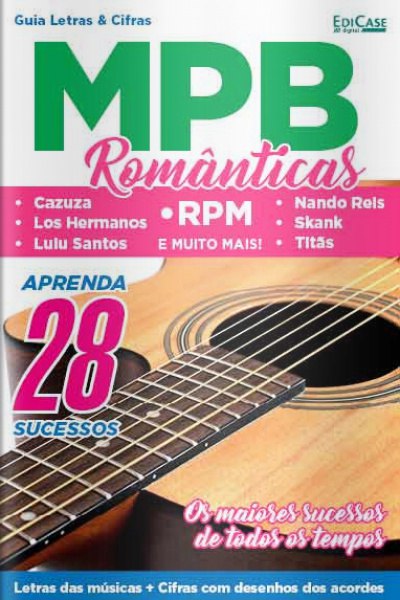 Guia Letras & Cifras
EDICASE
digital
MPB
Românticas
• Cazuza
• Los Hermanos
• Lulu Santos
• RPM
E MUITO MAIS!
• Nando Reis
• Skank
• Titãs
APRENDA
28
SUCESSOS
Os maiores sucessos
de todos os tempos
Letras das músicas + Cifras com desenhos dos acordes